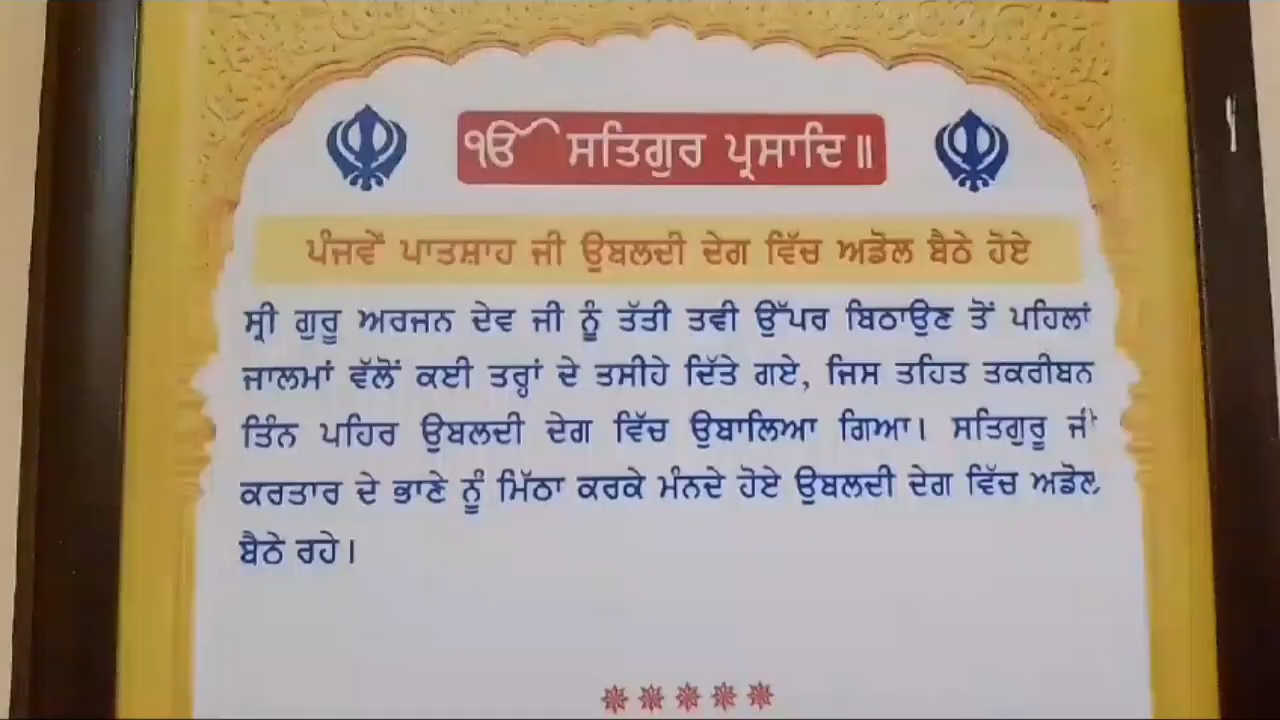 ੴ ਸਤਿਗੁਰ ਪ੍ਰਸਾਦਿ॥
ਪੰਜਵੇਂ ਪਾਤਸ਼ਾਹ ਜੀ ਉਬਲਦੀ ਦੇਗ ਵਿੱਚ ਅਡੋਲ ਬੈਠੇ ਹੋਏ
ਸ੍ਰੀ ਗੁਰੂ ਅਰਜਨ ਦੇਵ ਜੀ ਨੂੰ ਤੱਤੀ ਤਵੀ ਉੱਪਰ ਬਿਠਾਉਣ ਤੋਂ ਪਹਿਲਾਂ
ਜਾਲਮਾਂ ਵੱਲੋਂ ਕਈ ਤਰ੍ਹਾਂ ਦੇ ਤਸੀਹੇ ਦਿੱਤੇ ਗਏ, ਜਿਸ ਤਹਿਤ ਤਕਰੀਬਨ
ਤਿੰਨ ਪਹਿਰ ਉਬਲਦੀ ਦੇਗ ਵਿੱਚ ਉਬਾਲਿਆ ਗਿਆ। ਸਤਿਗੁਰੂ ਜੀ
ਕਰਤਾਰ ਦੇ ਭਾਣੇ ਨੂੰ ਮਿੱਠਾ ਕਰਕੇ ਮੰਨਦੇ ਹੋਏ ਉਬਲਦੀ ਦੇਗ ਵਿੱਚ ਅਡੋਲ
ਬੈਠੇ ਰਹੇ।